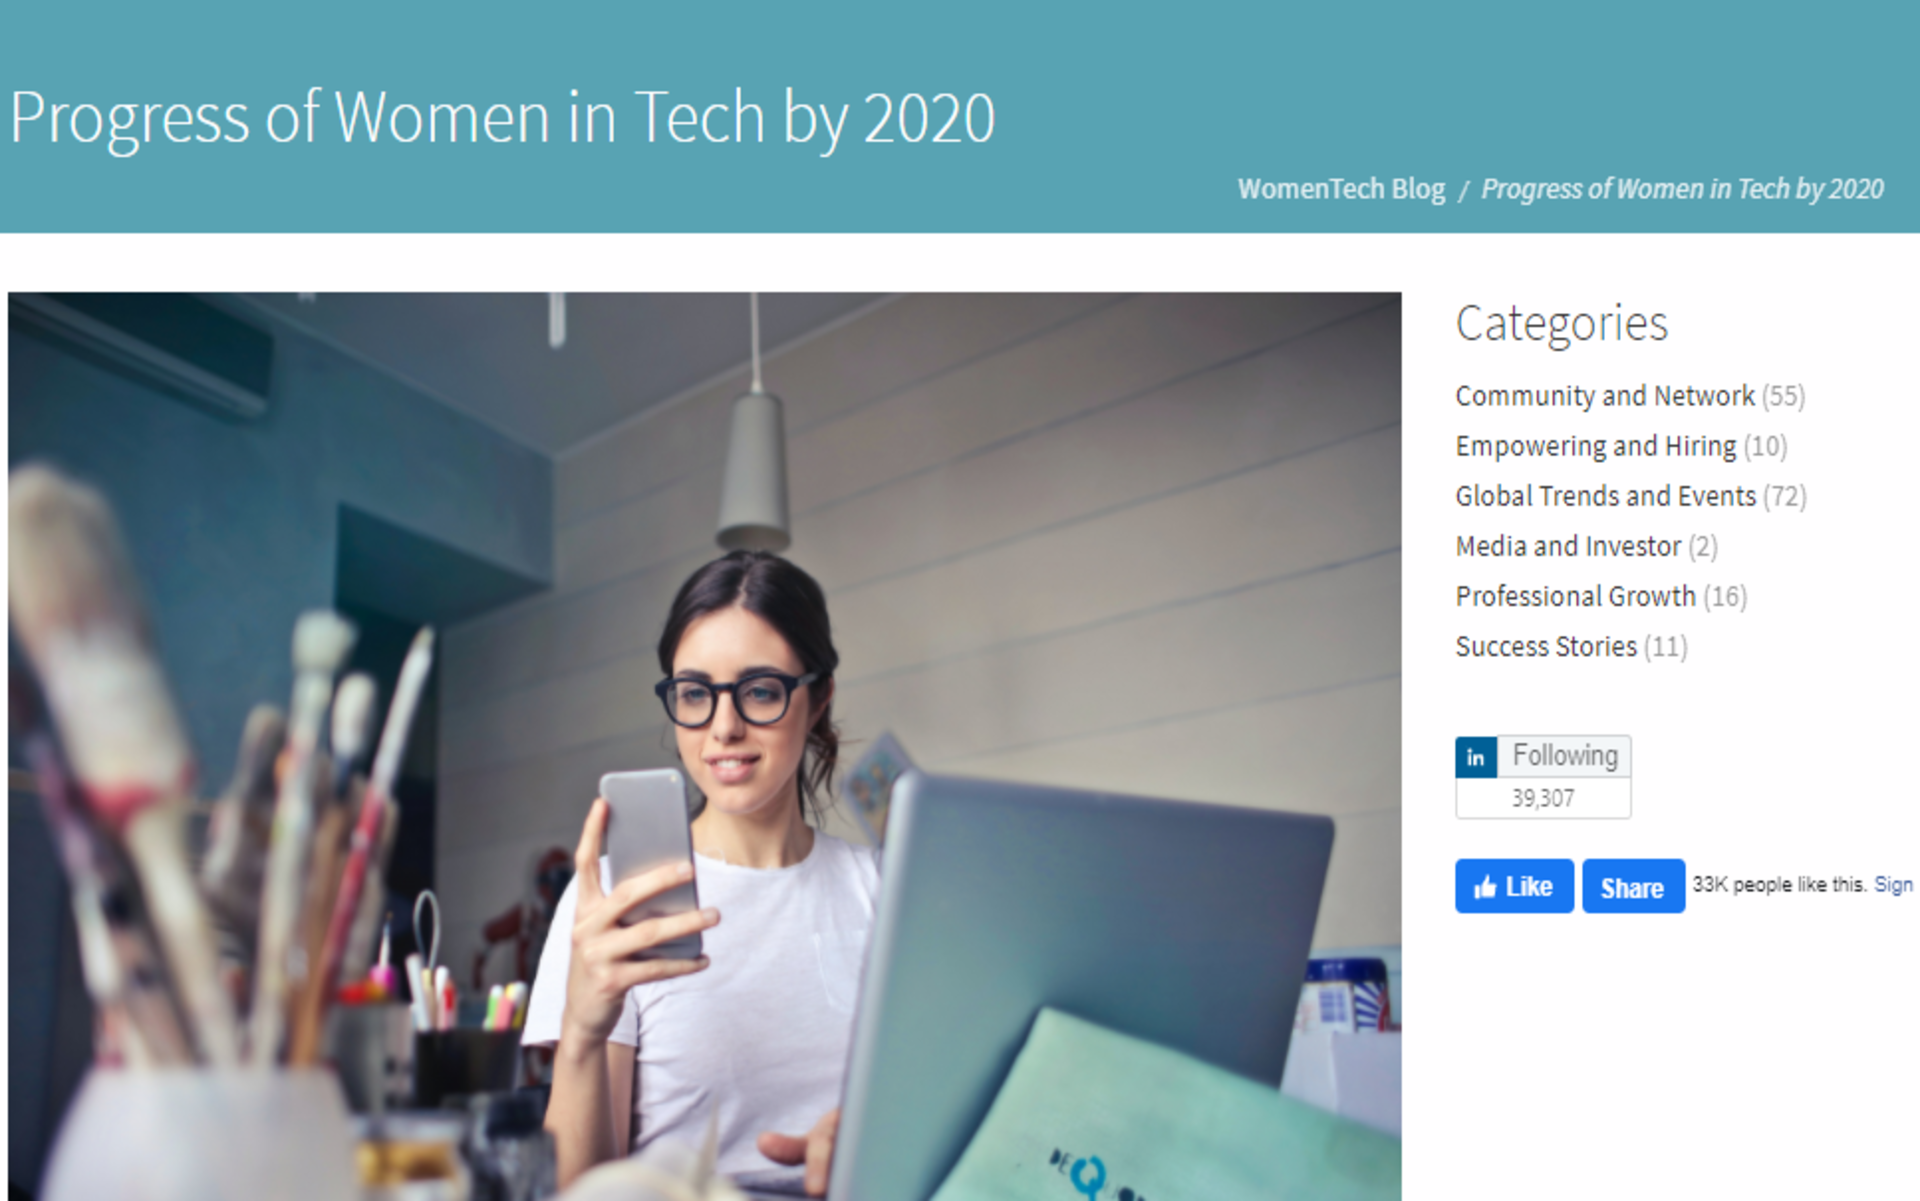 Progress of Women in Tech by 2020
WomenTech Blog / Progress of Women in Tech by 2020
Categories
Community and Network (55)
Empowering and Hiring (10)
Global Trends and Events (72)
Media and Investor (2)
Professional Growth (16)
Success Stories (11)
in Following
39,307
Like Share 33K people like this. Sign